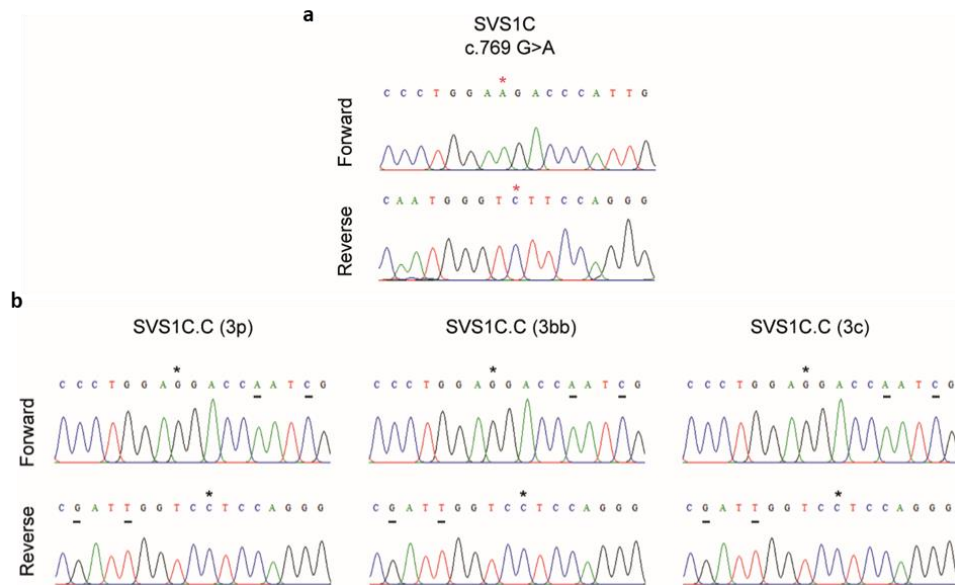 a
SVS1C
c.769 G>A
*
C C C T G G A A G A C C C A T T G
Forward
*
C A A T G G G T C T T C C A G G G
Reverse
b
SVS1C.C (3p)
*
C C C T G G A G G A C C A A T C G
Forward
*
C G A T T G G T C C T C C A G G G
Reverse
SVS1C.C (3bb)
*
C C C T G G A G G A C C A A T C G
*
C G A T T G G T C C T C C A G G G
SVS1C.C (3c)
*
C C C T G G A G G A C C A A T C G
*
C G A T T G G T C C T C C A G G G